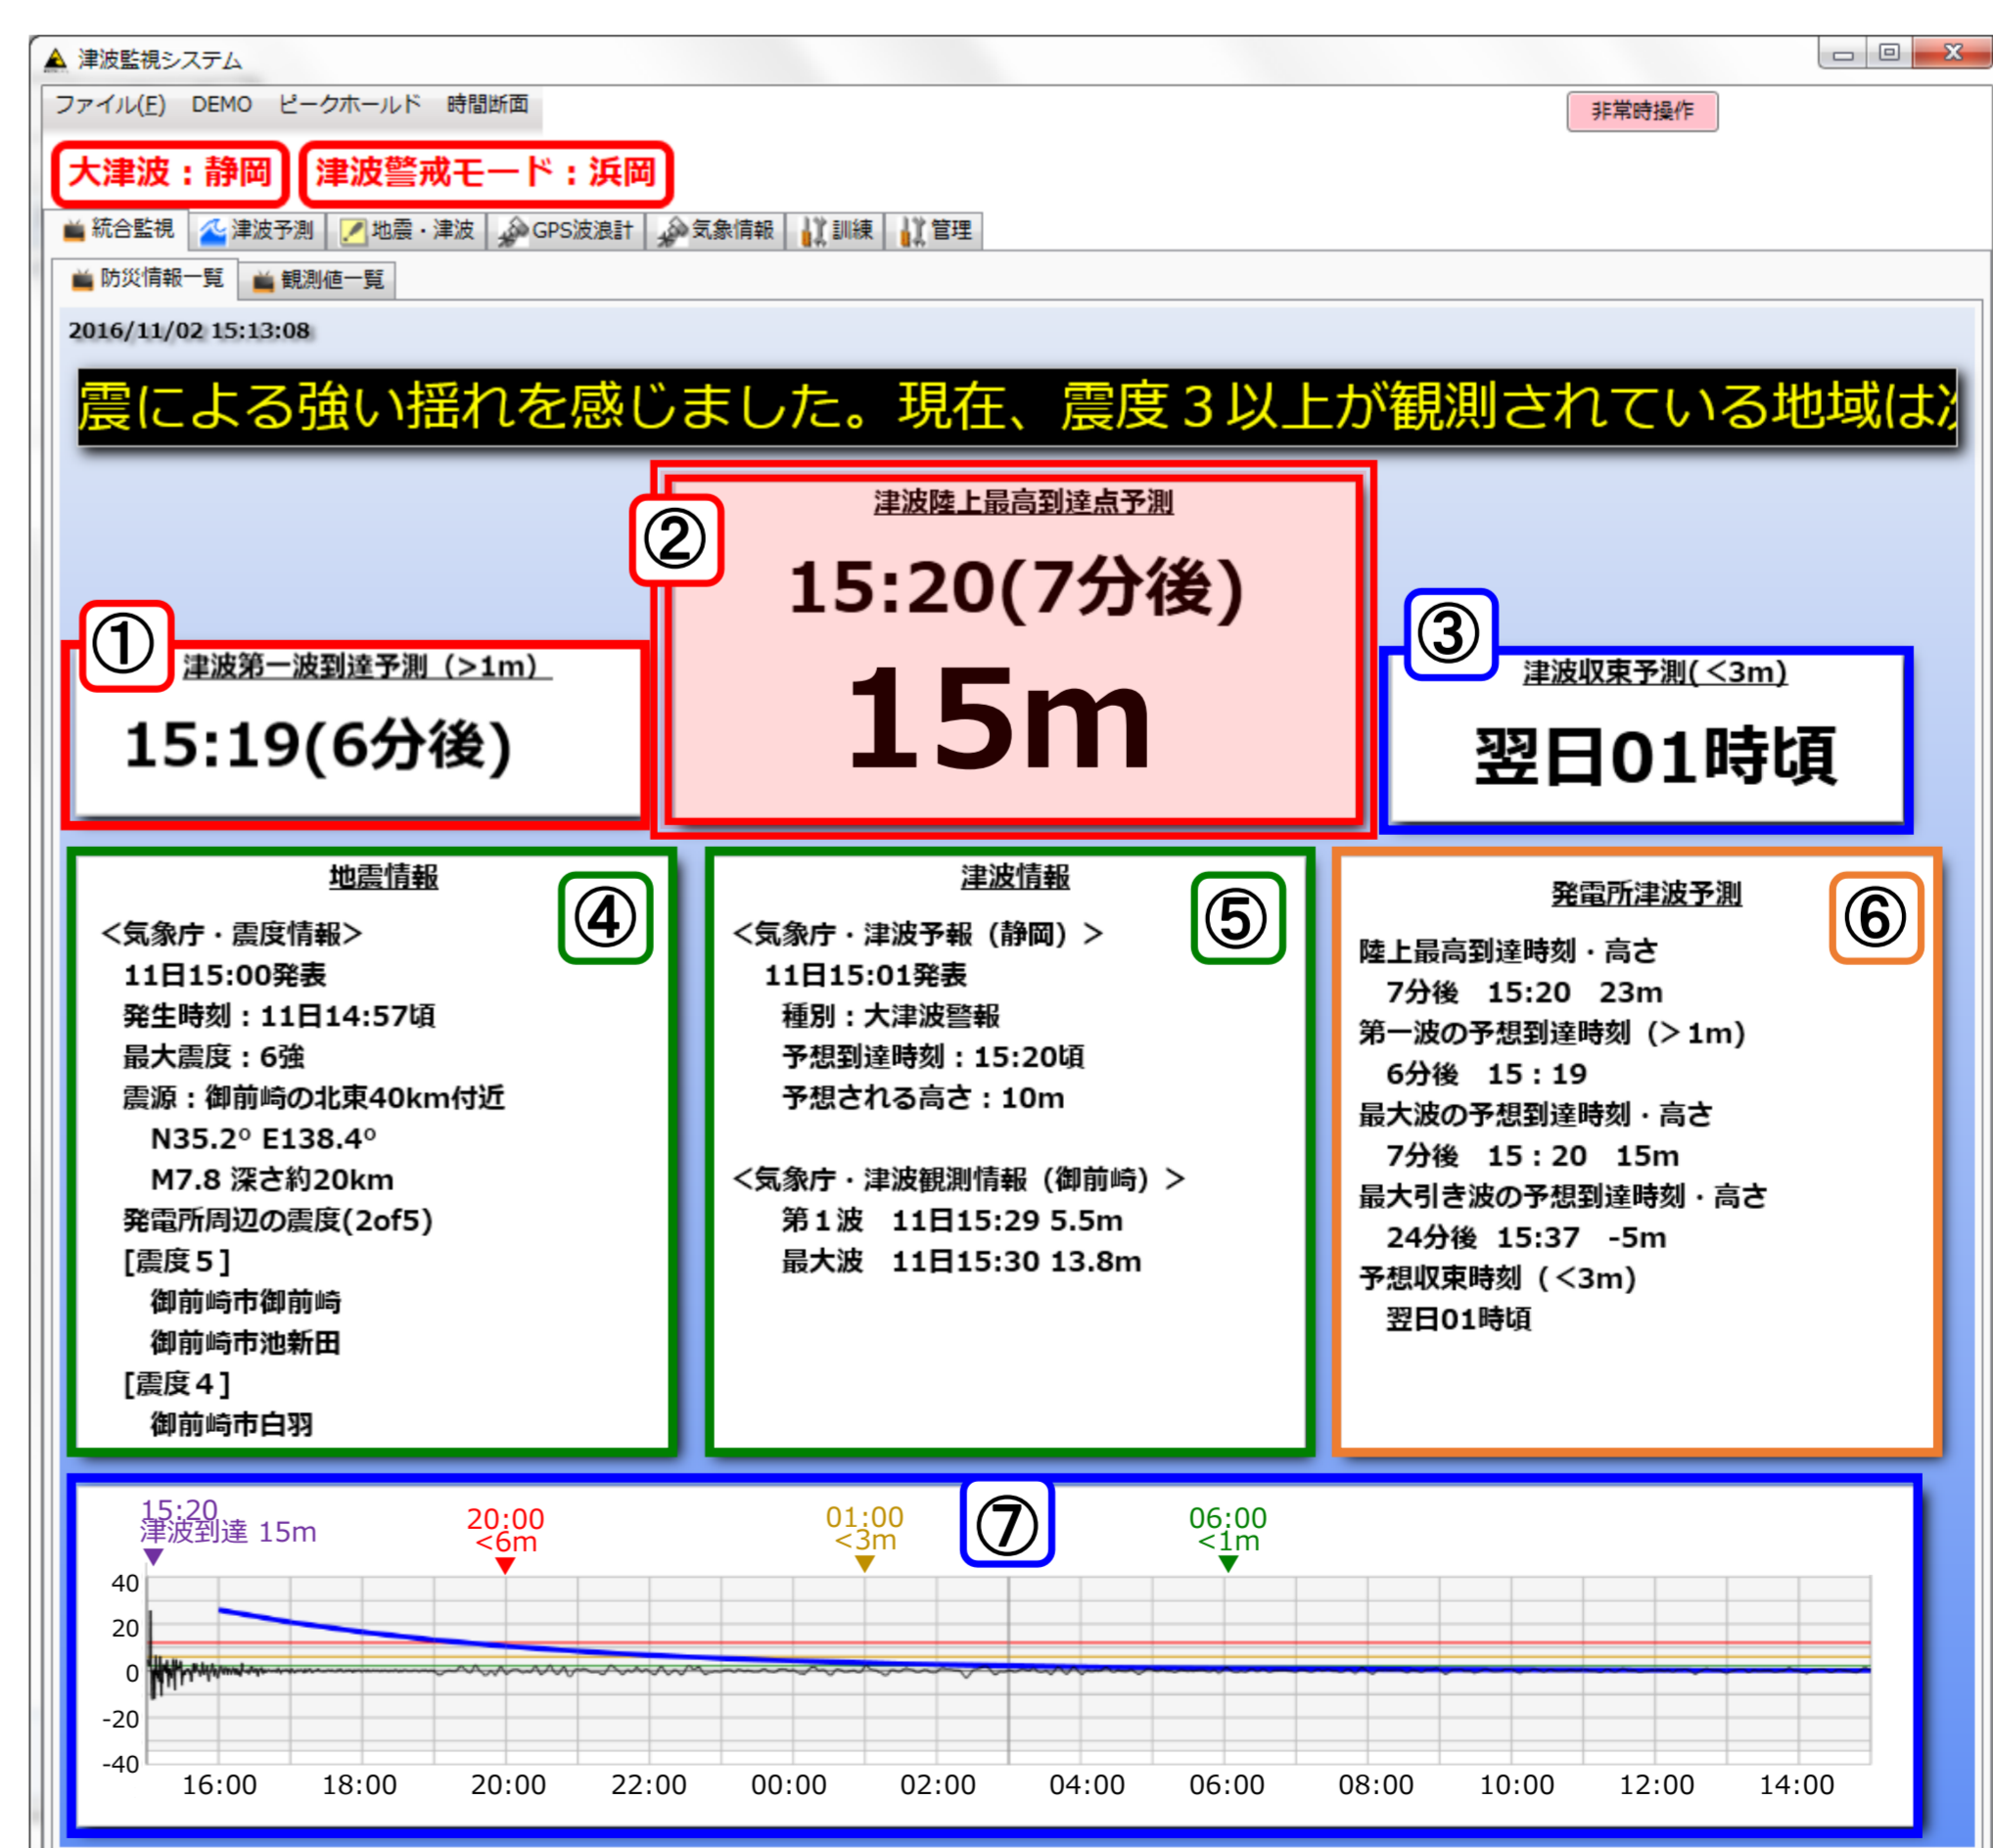 津波監視システム
ファイル(F) DEMO ピークホールド 時間断面
非常時操作
大津波：静岡 津波警戒モード：浜岡
統合監視 津波予測 地震・津波 GPS波浪計 気象情報 訓練 管理
防災情報一覧 観測値一覧
2016/11/02 15:13:08
震による強い揺れを感じました。現在、震度３以上が観測されている地域は
①
津波第一波到達予測（>1m）
15:19(6分後)
②
津波陸上最高到達点予測
15:20(7分後)
15m
③
津波収束予測(＜3m)
翌日01時頃
④
地震情報
＜気象庁・震度情報＞
11日15:00発表
発生時刻：11日14:57頃
最大震度：6強
震源：御前崎の北東40km付近
N35.2° E138.4°
M7.8 深さ約20km
発電所周辺の震度(2of5)
[震度５]
御前崎市御前崎
御前崎市池新田
[震度４]
御前崎市白羽
⑤
津波情報
＜気象庁・津波予報（静岡）＞
11日15:01発表
種別：大津波警報
予想到達時刻：15:20頃
予想される高さ：10m
＜気象庁・津波観測情報（御前崎）＞
第１波 11日15:29 5.5m
最大波 11日15:30 13.8m
⑥
発電所津波予測
陸上最高到達時刻・高さ
7分後 15:20 23m
第一波の予想到達時刻（＞1m）
6分後 15：19
最大波の予想到達時刻・高さ
7分後 15：20 15m
最大引き波の予想到達時刻・高さ
24分後 15:37 -5m
予想収束時刻（＜3m）
翌日01時頃
⑦
15:20
津波到達 15m
20:00
<6m
01:00
<3m
06:00
<1m
40
20
0
-20
-40
16:00 18:00 20:00 22:00 00:00 02:00 04:00 06:00 08:00 10:00 12:00 14:00